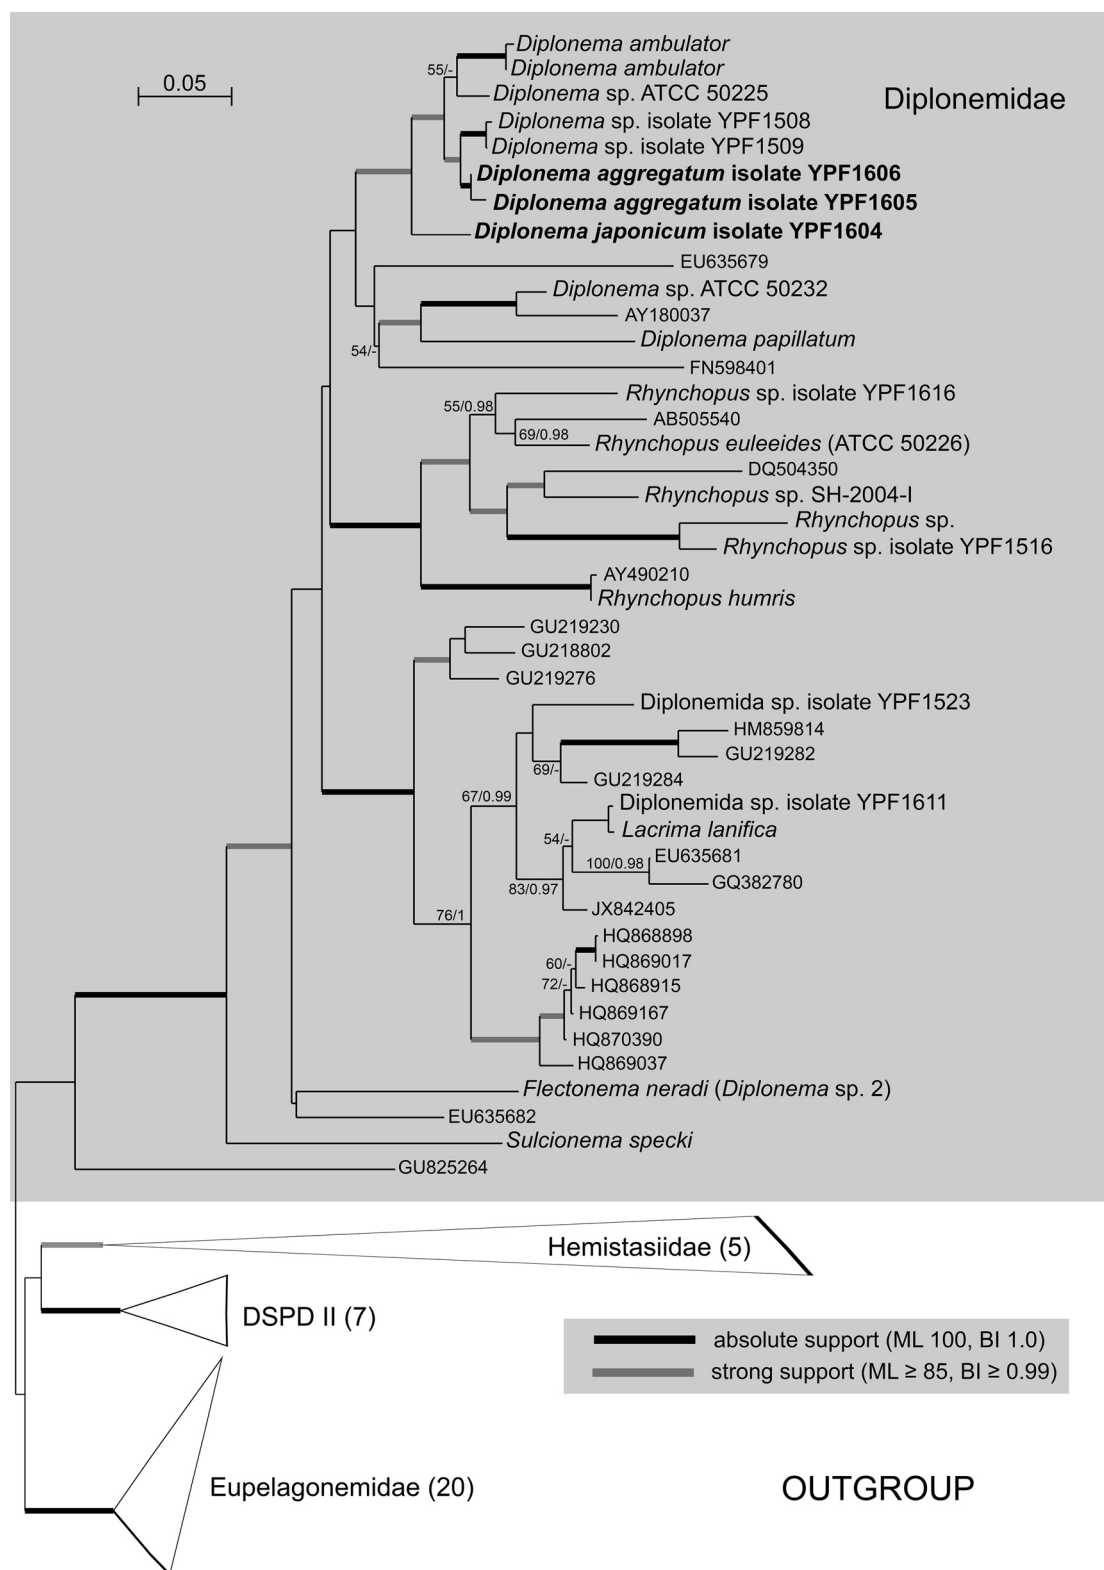 Diplonema ambulator
Diplonema ambulator
55/-
0.05
Diplonema sp. ATCC 50225
Diplonemidae
Diplonema sp. isolate YPF1508
Diplonema sp. isolate YPF1509
Diplonema aggregatum isolate YPF1606
Diplonema aggregatum isolate YPF1605
Diplonema japonicum isolate YPF1604
EU635679
Diplonema sp. ATCC 50232
AY180037
Diplonema papillatum
54/-
FN598401
Rhynchopus sp. isolate YPF1616
55/0.98
AB505540
69/0.98
Rhynchopus euleeides (ATCC 50226)
DQ504350
Rhynchopus sp. SH-2004-I
Rhynchopus sp.
Rhynchopus sp. isolate YPF1516
AY490210
Rhynchopus humris
GU219230
GU218802
GU219276
Diplonemida sp. isolate YPF1523
HM859814
GU219282
69/-
GU219284
67/0.99
Diplonemida sp. isolate YPF1611
Lacrima lanifica
54/-
EU635681
100/0.98
GQ382780
83/0.97
JX842405
76/1
HQ868898
HQ869017
60/-
HQ868915
72/-
HQ869167
HQ870390
HQ869037
Flectonema neradi (Diplonema sp. 2)
EU635682
Sulcionema specki
GU825264
Hemistasiidae (5)
DSPD II (7)
absolute support (ML 100, BI 1.0)
strong support (ML ≥ 85, BI ≥ 0.99)
Eupelagonemidae (20)
OUTGROUP